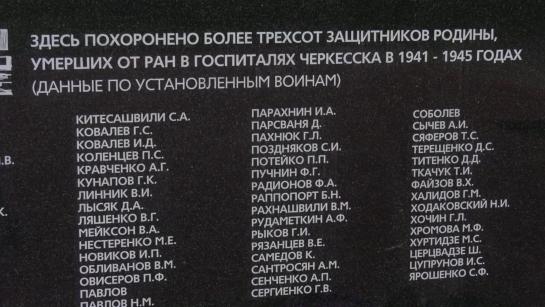 ЗДЕСЬ ПОХОРОНЕНО БОЛЕЕ ТРЕХСОТ ЗАЩИТНИКОВ РОДИНЫ,
УМЕРШИХ ОТ РАН В ГОСПИТАЛЯХ ЧЕРКЕССКА В 1941 - 1945 ГОДАХ
(ДАННЫЕ ПО УСТАНОВЛЕННЫМ ВОИНАМ)
КИТЕСАШВИЛИ С.А.
КОВАЛЕВ Г.С.
КОВАЛЕВ И.Д.
КОЛЕНЦЕВ П.С.
КРАВЧЕНКО А.Г.
КУНАПОВ Г.К.
ЛИННИК В.И.
ЛЫСЯК Д.А.
ЛЯШЕНКО В.Г.
МЕЙКСОН В.А.
НЕСТЕРЕНКО М.Е.
НОВИКОВ И.П.
ОБЛИВАНОВ В.М.
ОВИСЕРОВ П.Ф.
ПАВЛОВ
ПАВЛОВ Н.М.
ПАРАХНИН И.А.
ПАРСВАНЯ Д.
ПАХНЮК Г.Л.
ПОЗДНЯКОВ С.И.
ПОТЕЙКО П.П.
ПУЧНИН Ф.Г.
РАДИОНОВ Ф.А.
РАППОПОРТ Б.Н.
РАХНАШВИЛИ В.М.
РУДАМЕТКИН А.Ф.
РЫКОВ Г.И.
РЯЗАНЦЕВ В.Е.
САМЕДОВ К.
САНТРОСЯН А.М.
СЕНЧЕНКО А.П.
СЕРГИЕНКО Г.В.
СОБОЛЕВ
СЫЧЕВ А.И.
СЯФЕРОВ Т.С.
ТЕРЕЩЕНКО Д.С.
ТИТЕНКО Д.Д.
ТКАЧУК Т.И.
ФАЙЗОВ В.Х.
ХАЛИДОВ Г.М.
ХОДАКОВСКИЙ Н.И.
ХОЧИН Г.Л.
ХРОМОВА М.Ф.
ХУРТИДЗЕ М.С.
ЦЕРЦВАДЗЕ Ш.
ЦУПРУНОВ И.С.
ЯРОШЕНКО С.Ф.